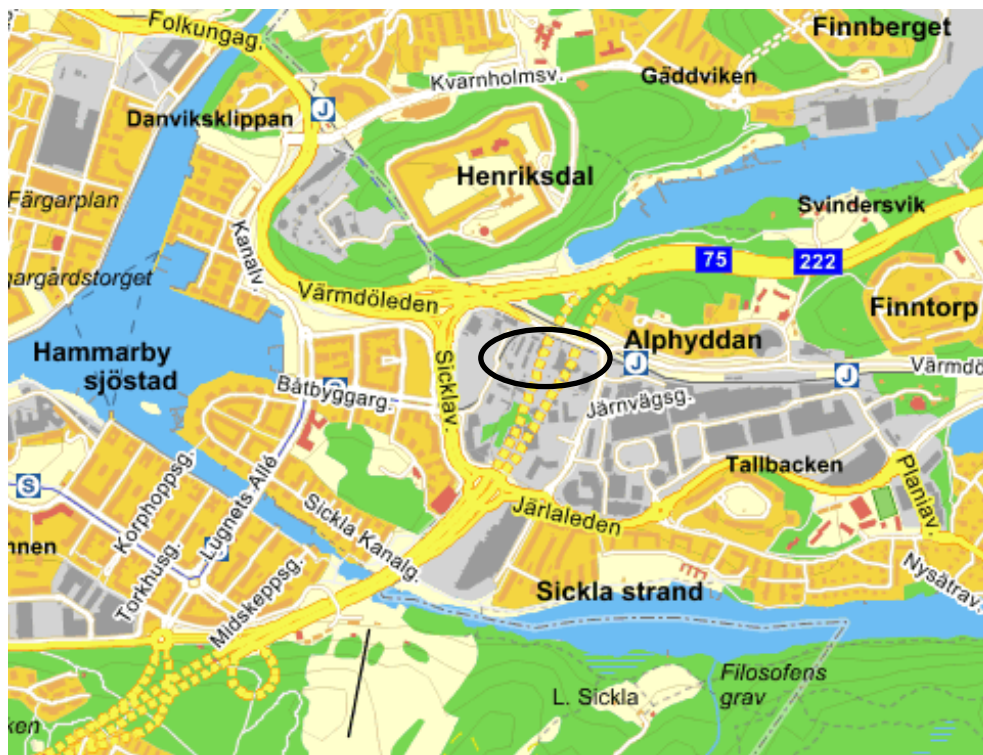 Folkungag.
Finnberget
Kvarnholmsv.
Gäddviken
J
Danviksklippan
Henriksdal
Färgarplan
Svindersvik
Kanalv.
75
222
argårdstorget
Värmdöleden
Finntorp
Alphyddan
Hammarby
sjöstad
Sicklav.
J
J
Värmdö
Båtbyggarg.
Järnvägsg.
Tallbacken
S
Korphoppsg.
Lugnets Allé
Sickla Kanalg.
Järlaleden
Planiav.
nnen
Torkhusg.
Midskeppsg.
Nysätrav.
Sickla strand
Filosofens
grav
L. Sickla
ken